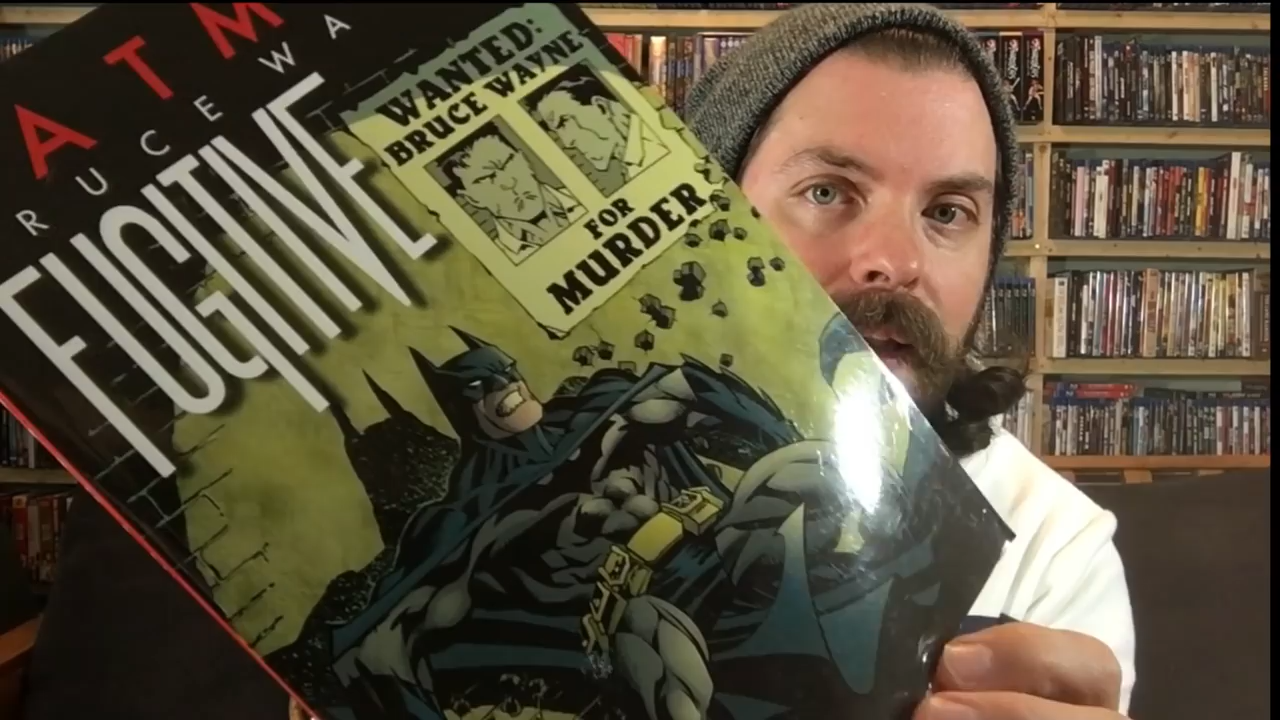 ATM
RUCE WA
FUGITIVE
WANTED:
BRUCE WAYNE
FOR
MURDER